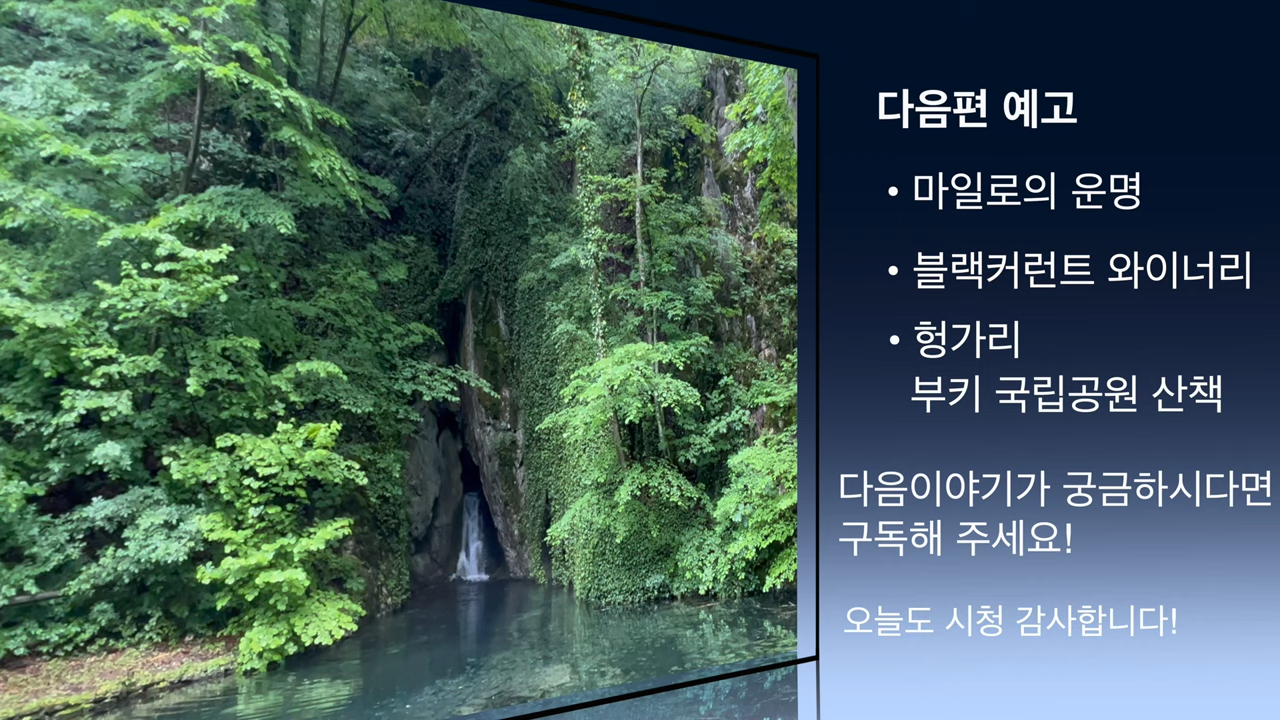 다음편 예고
• 마일로의 운명
• 블랙커런트 와이너리
• 헝가리
부키 국립공원 산책
다음이야기가 궁금하시다면
구독해 주세요!
오늘도 시청 감사합니다!